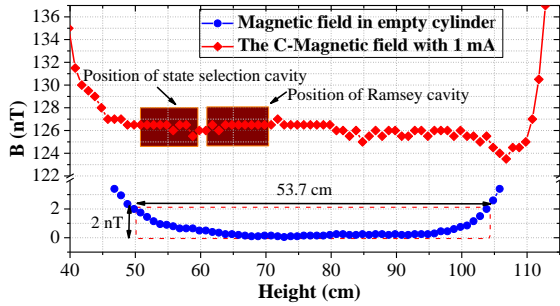 Magnetic field in empty cylinder
The C-Magnetic field with 1 mA
Position of state selection cavity
Position of Ramsey cavity
136
134
132
130
128
126
124
122
2
0
B (nT)
53.7 cm
2 nT
40 50 60 70 80 90 100 110
Height (cm)